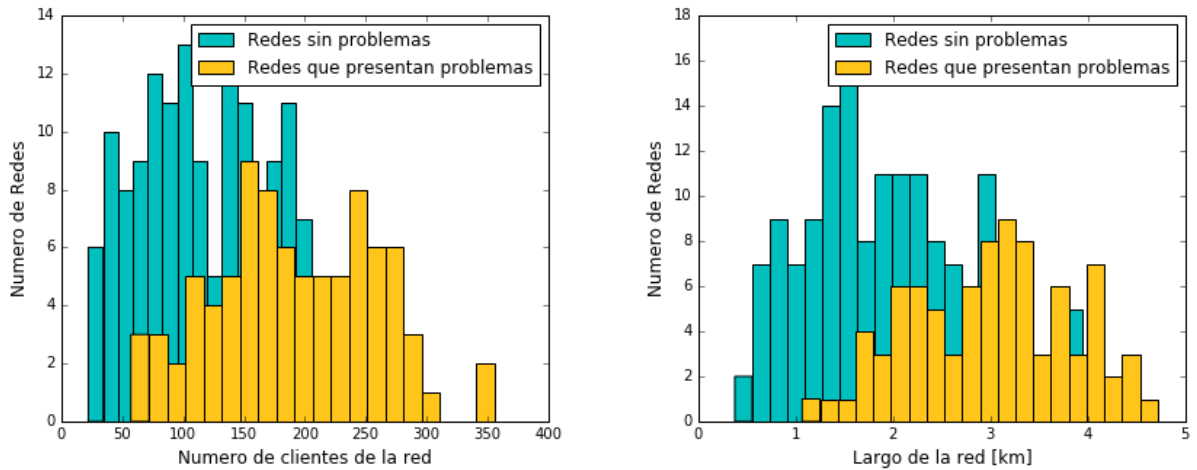 14
12
10
8
6
4
2
0
Numero de Redes
Redes sin problemas
Redes que presentan problemas
0 50 100 150 200 250 300 350 400
Numero de clientes de la red
18
16
14
12
10
8
6
4
2
0
Numero de Redes
Redes sin problemas
Redes que presentan problemas
0 1 2 3 4 5
Largo de la red [km]